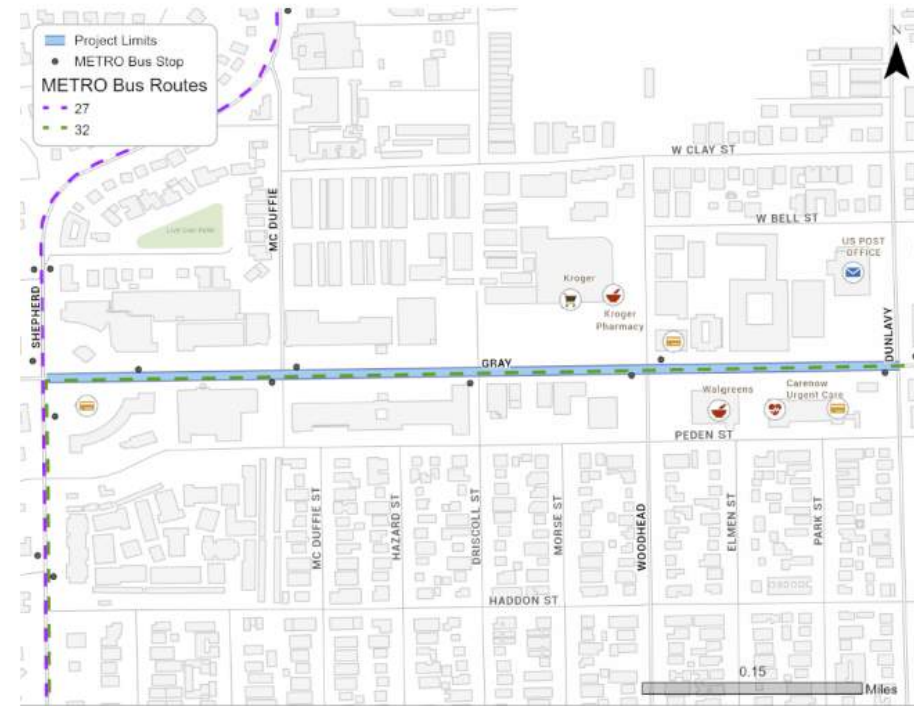 Project Limits
METRO Bus Stop
METRO Bus Routes
27
32
N
W CLAY ST
MC DUFFIE
W BELL ST
US POST
OFFICE
Kroger
Kroger
Pharmacy
SHEPHERD
DUNLAVY
GRAY
Walgreens
Carenow
Urgent Care
PEDEN ST
MC DUFFIE ST
HAZARD ST
DRISCOLL ST
MORSE ST
WOODHEAD
ELMEN ST
PARK ST
HADDON ST
0.15
Miles